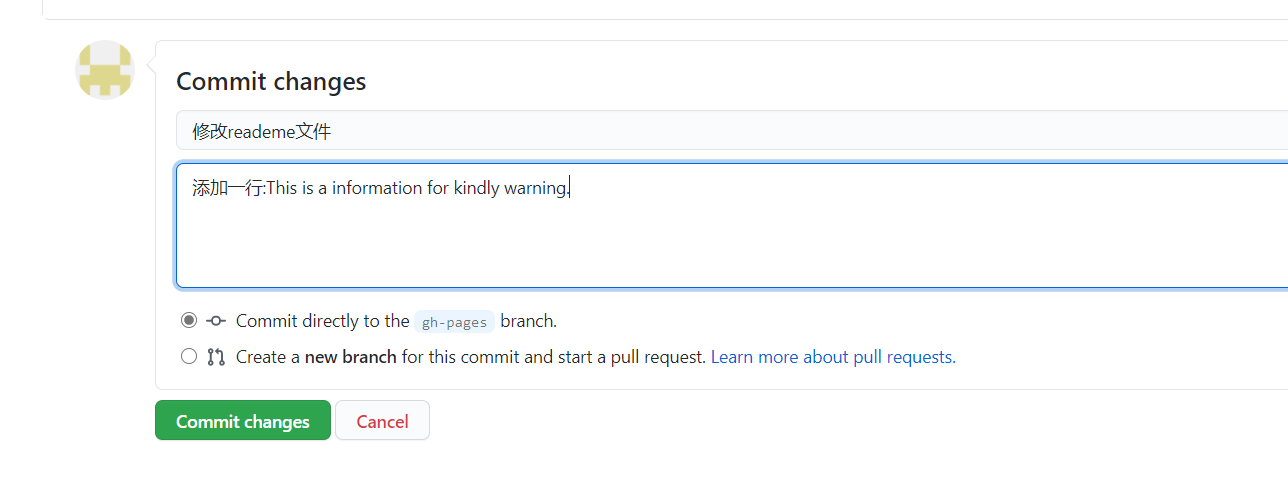 Commit changes
修改reademe文件
添加一行:This is a information for kindly warning.
Commit directly to the gh-pages branch.
Create a new branch for this commit and start a pull request. Learn more about pull requests.
Commit changes Cancel